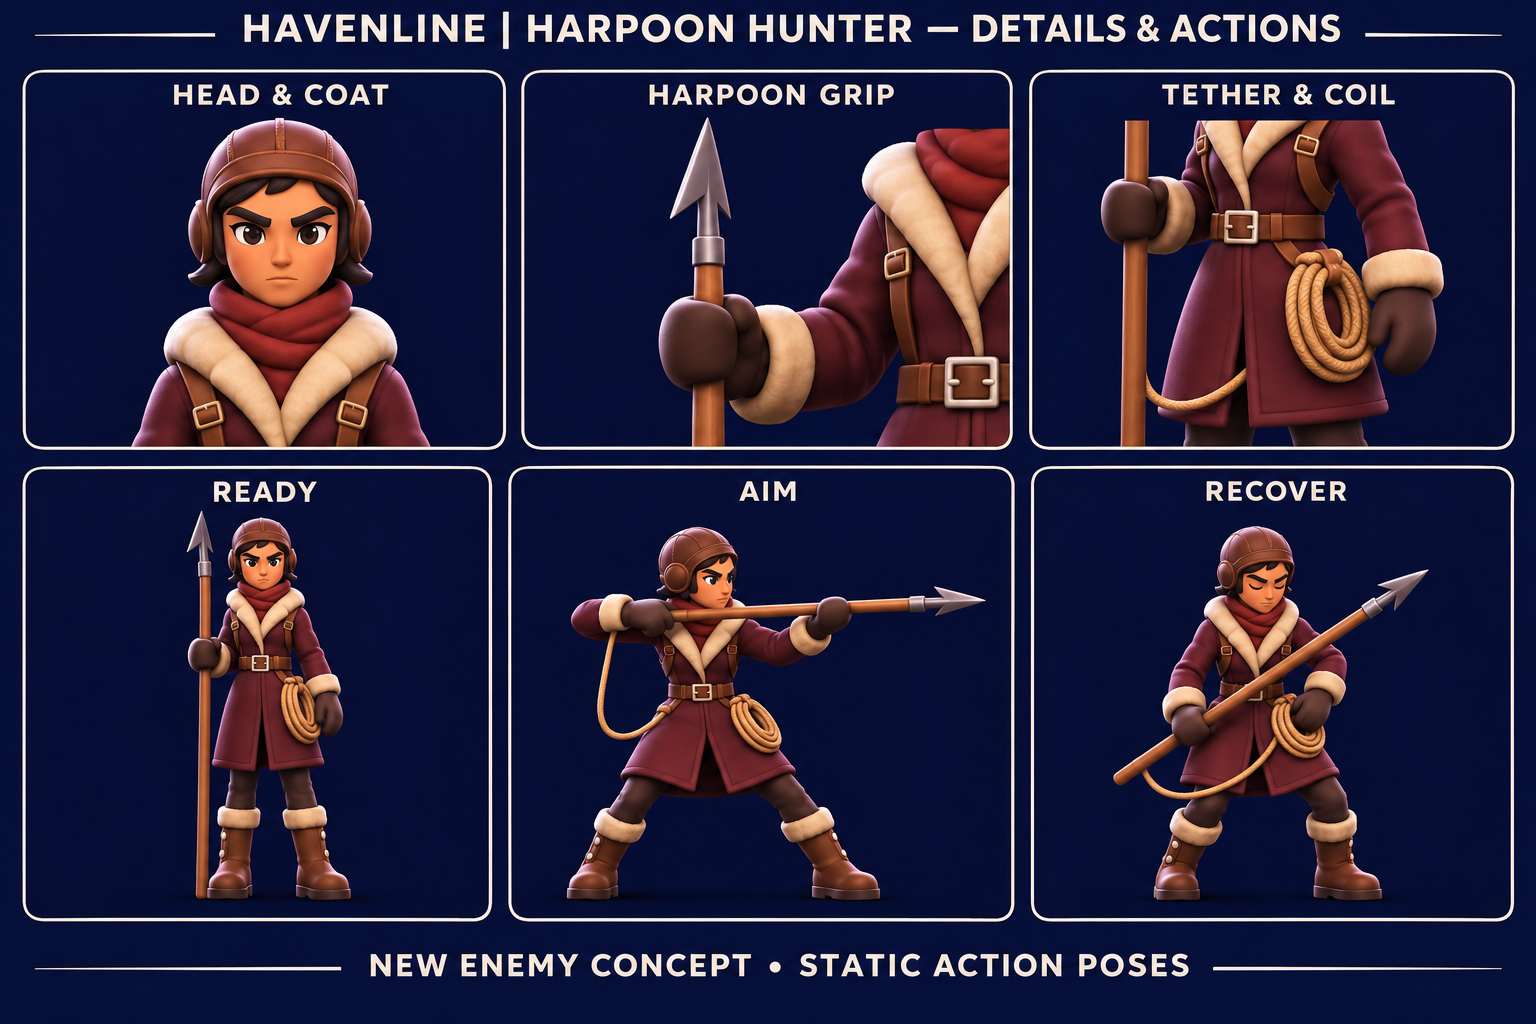 HAVENLINE | HARPOON HUNTER — DETAILS & ACTIONS
HEAD & COAT
HARPOON GRIP
TETHER & COIL
READY
AIM
RECOVER
NEW ENEMY CONCEPT • STATIC ACTION POSES